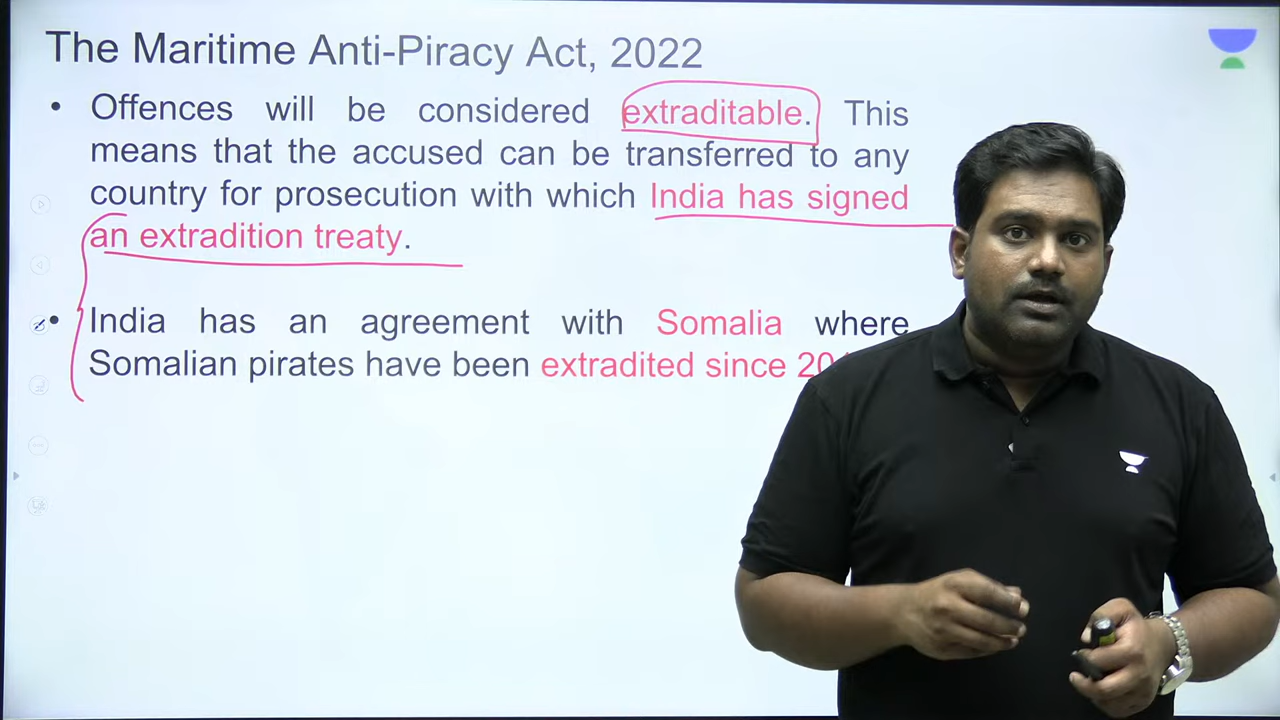 The Maritime Anti-Piracy Act, 2022
• Offences will be considered extraditable. This
means that the accused can be transferred to any
country for prosecution with which India has signed
an extradition treaty.
• India has an agreement with Somalia where
Somalian pirates have been extradited since